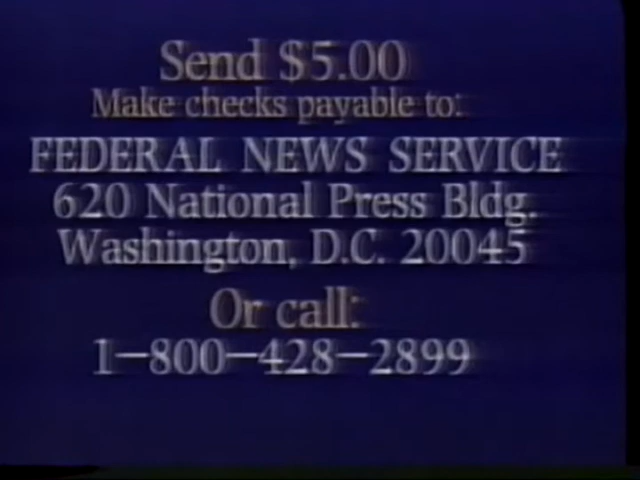 Send $5.00
Make checks payable to:
FEDERAL NEWS SERVICE
620 National Press Bldg.
Washington, D.C. 20045
Or call:
1-800-428-2899